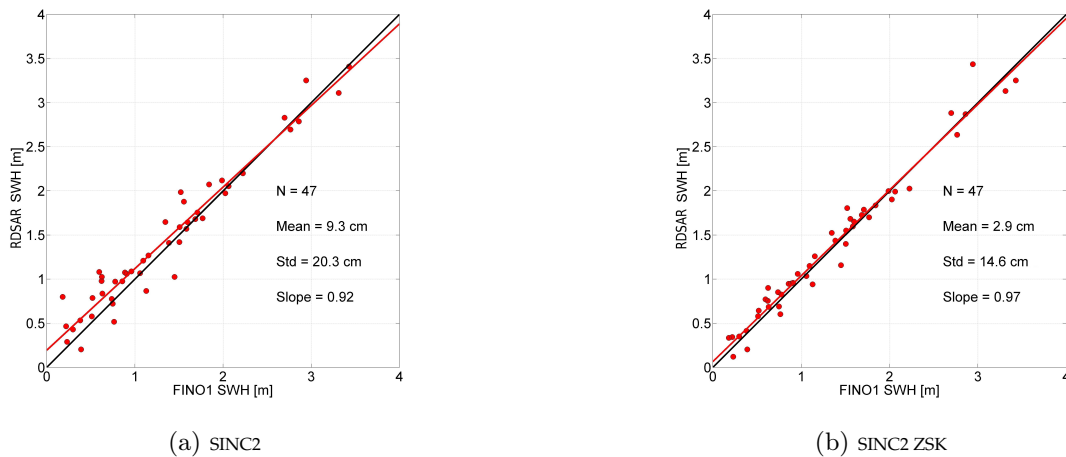 4
3.5
3
2.5
2
1.5
1
0.5
0
0 1 2 3 4
RDSAR SWH [m]
FINO1 SWH [m]
N = 47
Mean = 9.3 cm
Std = 20.3 cm
Slope = 0.92
(a) SINC2
4
3.5
3
2.5
2
1.5
1
0.5
0
0 1 2 3 4
RDSAR SWH [m]
FINO1 SWH [m]
N = 47
Mean = 2.9 cm
Std = 14.6 cm
Slope = 0.97
(b) SINC2 ZSK